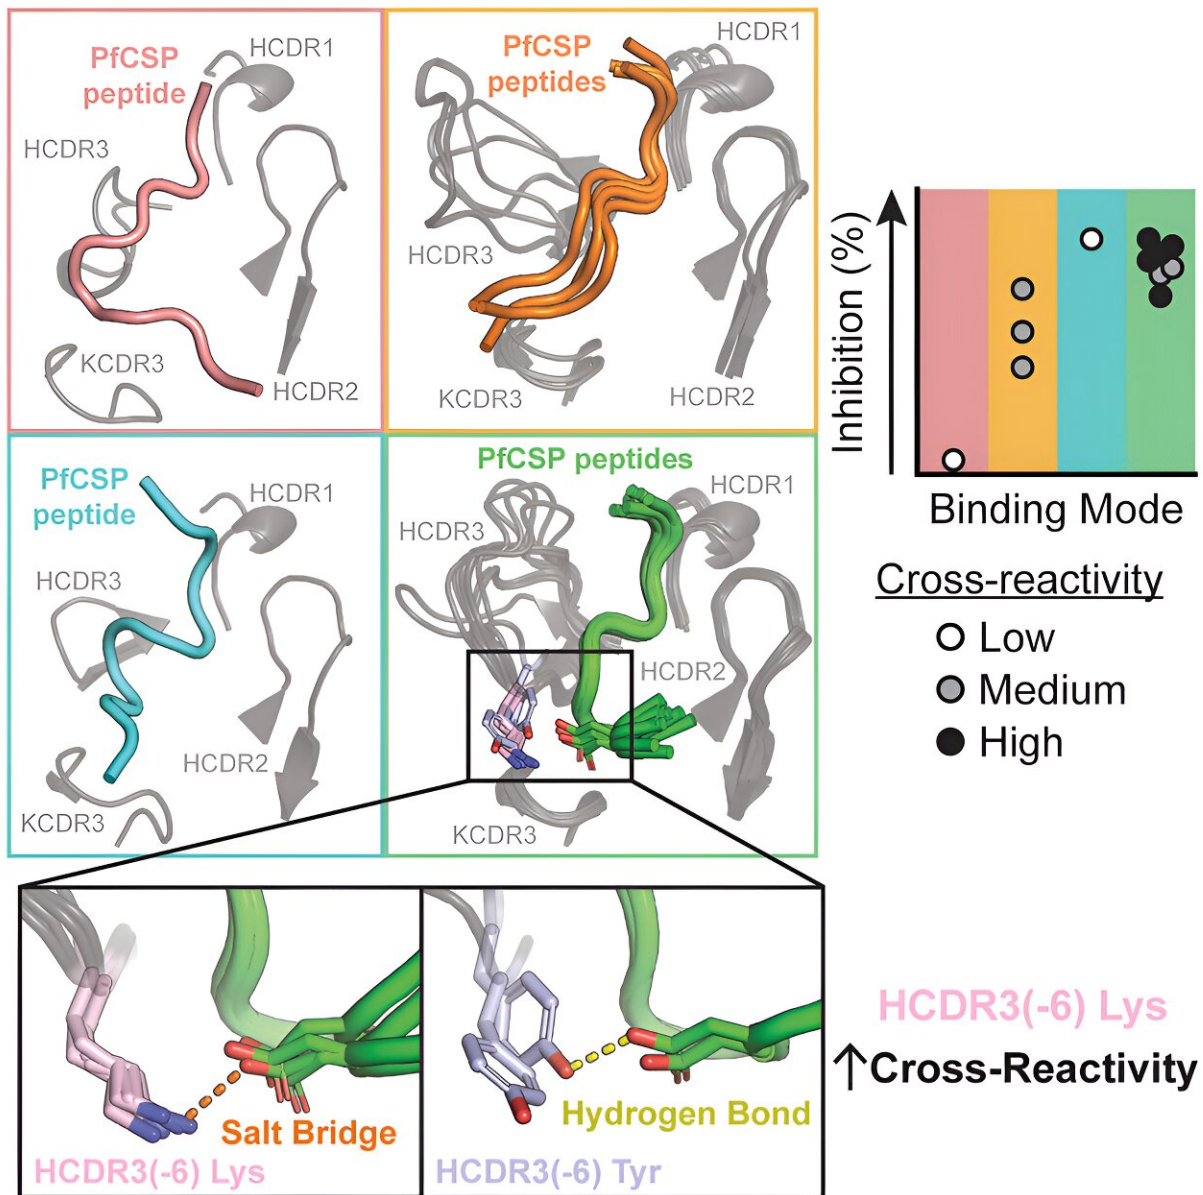 PfCSP
peptide
HCDR1
HCDR3
KCDR3
HCDR2
PfCSP
peptides
HCDR1
HCDR3
KCDR3
HCDR2
PfCSP
peptide
HCDR1
HCDR3
HCDR2
KCDR3
PfCSP peptides
HCDR1
HCDR3
HCDR2
KCDR3
Inhibition (%)
Binding Mode
Cross-reactivity
Low
Medium
High
Salt Bridge
HCDR3(-6) Lys
Hydrogen Bond
HCDR3(-6) Tyr
HCDR3(-6) Lys
↑Cross-Reactivity